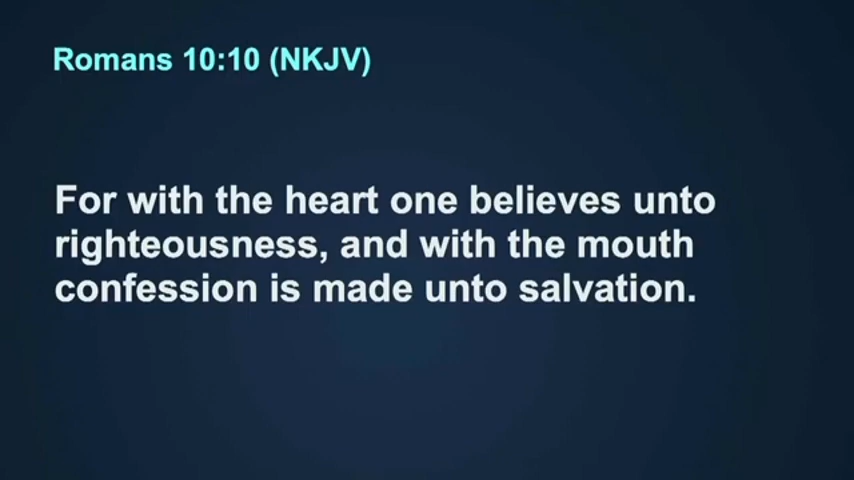 Romans 10:10 (NKJV)
For with the heart one believes unto
righteousness, and with the mouth
confession is made unto salvation.